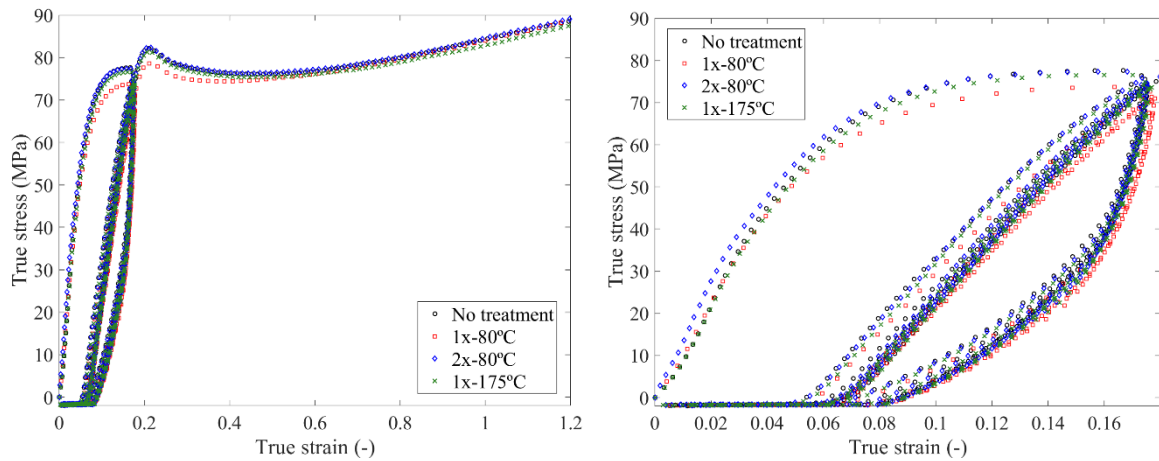 90
80
70
60
50
40
30
20
10
0
True stress (MPa)
No treatment
1x-80ºC
2x-80ºC
1x-175ºC
0 0.2 0.4 0.6 0.8 1 1.2
True strain (-)
90
80
70
60
50
40
30
20
10
0
True stress (MPa)
No treatment
1x-80ºC
2x-80ºC
1x-175ºC
0 0.02 0.04 0.06 0.08 0.1 0.12 0.14 0.16
True strain (-)